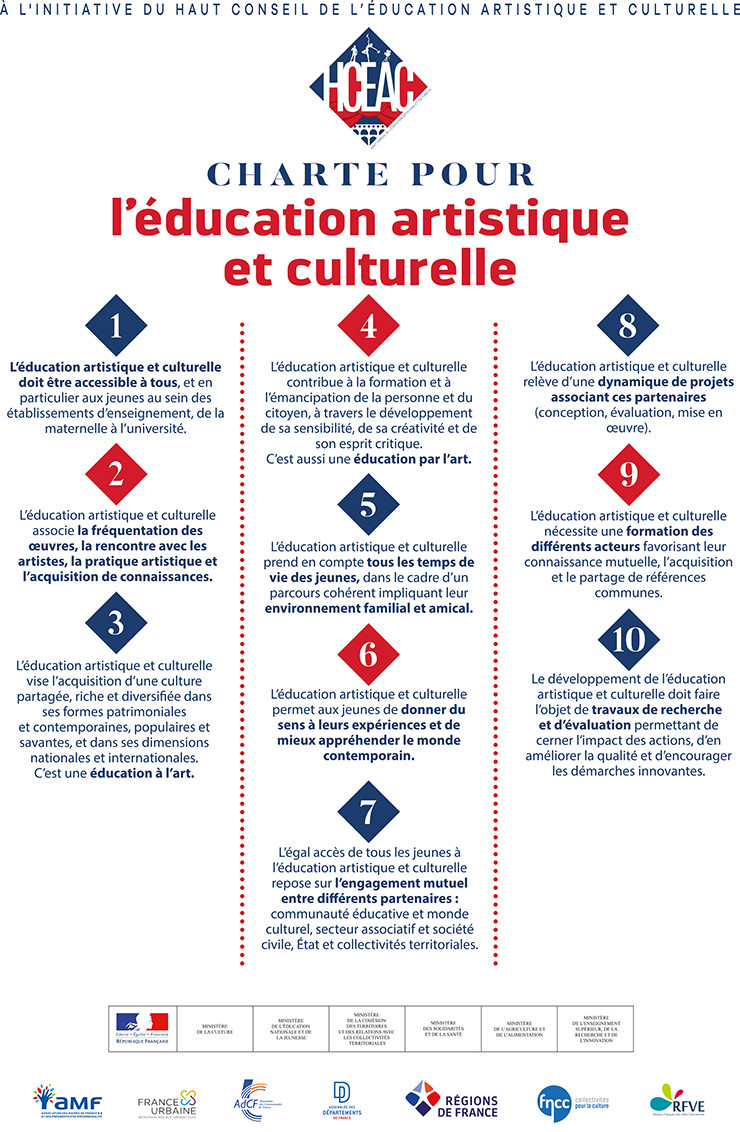 À L'INITIATIVE DU HAUT CONSEIL DE L'ÉDUCATION ARTISTIQUE ET CULTURELLE
HCEAC
CHARTE POUR
l'éducation artistique
et culturelle
1
L'éducation artistique et culturelle
doit être accessible à tous, et en
particulier aux jeunes au sein des
établissements d'enseignement, de la
maternelle à l'université.
2
L'éducation artistique et culturelle
associe la fréquentation des
œuvres, la rencontre avec les
artistes, la pratique artistique et
l'acquisition de connaissances.
3
L'éducation artistique et culturelle
vise l'acquisition d'une culture
partagée, riche et diversifiée dans
ses formes patrimoniales
et contemporaines, populaires et
savantes, et dans ses dimensions
nationales et internationales.
C'est une éducation à l'art.
4
L'éducation artistique et culturelle
contribue à la formation et à
l'émancipation de la personne et du
citoyen, à travers le développement
de sa sensibilité, de sa créativité et de
son esprit critique.
C'est aussi une éducation par l'art.
5
L'éducation artistique et culturelle
prend en compte tous les temps de
vie des jeunes, dans le cadre d'un
parcours cohérent impliquant leur
environnement familial et amical.
6
L'éducation artistique et culturelle
permet aux jeunes de donner du
sens à leurs expériences et de
mieux appréhender le monde
contemporain.
7
L'égal accès de tous les jeunes à
l'éducation artistique et culturelle
repose sur l'engagement mutuel
entre différents partenaires :
communauté éducative et monde
culturel, secteur associatif et société
civile, État et collectivités territoriales.
8
L'éducation artistique et culturelle
relève d'une dynamique de projets
associant ces partenaires
(conception, évaluation, mise en
œuvre).
9
L'éducation artistique et culturelle
nécessite une formation des
différents acteurs favorisant leur
connaissance mutuelle, l'acquisition
et le partage de références
communes.
10
Le développement de l'éducation
artistique et culturelle doit faire
l'objet de travaux de recherche
et d'évaluation permettant de
cerner l'impact des actions, d'en
améliorer la qualité et d'encourager
les démarches innovantes.
Liberté • Égalité • Fraternité
RÉPUBLIQUE FRANÇAISE
MINISTÈRE
DE LA CULTURE
MINISTÈRE
DE L'ÉDUCATION
NATIONALE ET DE
LA JEUNESSE
MINISTÈRE
DE LA COHÉSION
DES TERRITOIRES
ET DES RELATIONS AVEC
LES COLLECTIVITÉS
TERRITORIALES
MINISTÈRE
DES SOLIDARITÉS
ET DE LA SANTÉ
MINISTÈRE
DE L'AGRICULTURE ET
DE L'ALIMENTATION
MINISTÈRE
DE L'ENSEIGNEMENT
SUPÉRIEUR, DE LA
RECHERCHE ET DE
L'INNOVATION
AMF
ASSOCIATION DES MAIRES DE FRANCE &
ET DES PRÉSIDENTS D'INTERCOMMUNALITÉ
FRANCE
URBAINE
AdCF
ASSEMBLÉE DES
DÉPARTEMENTS
DE FRANCE
RÉGIONS
DE FRANCE
fncc
collectivités
pour la culture
RFVE